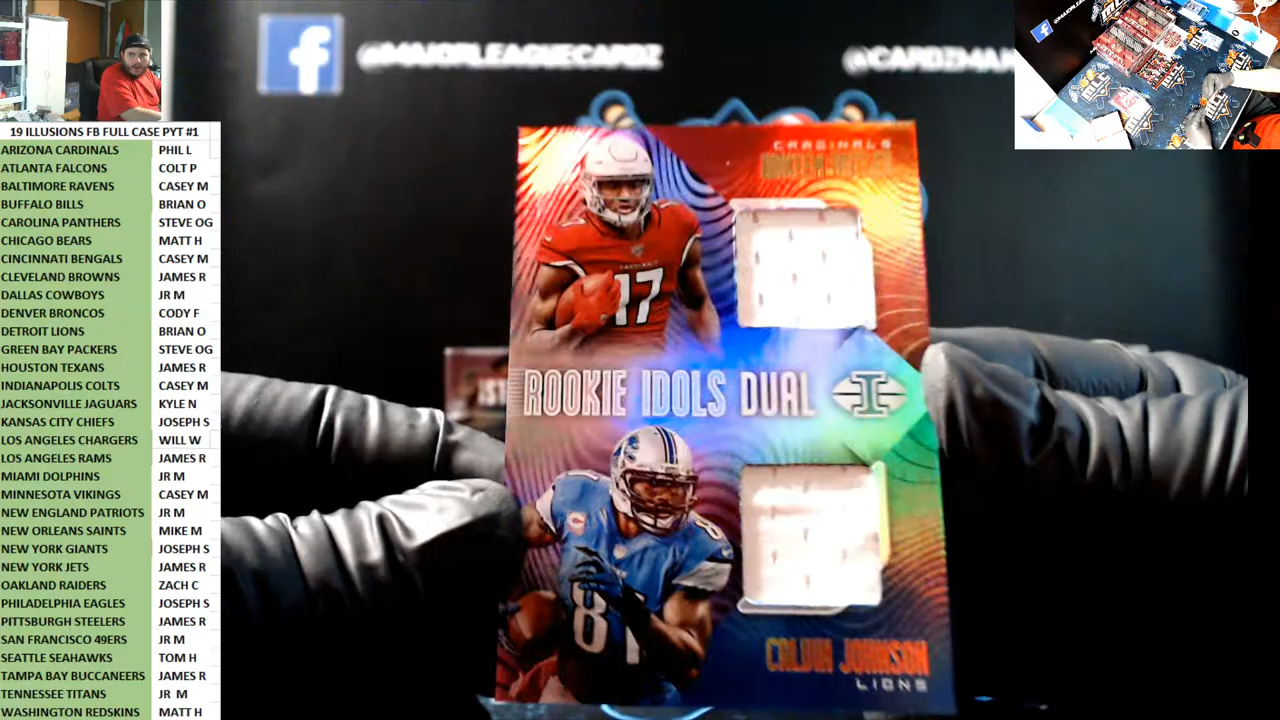 @MAJORLEAGUECARDZ
@CARDZMAN
19 ILLUSIONS FB FULL CASE PYT #1
ARIZONA CARDINALS PHIL L
ATLANTA FALCONS COLT P
BALTIMORE RAVENS CASEY M
BUFFALO BILLS BRIAN O
CAROLINA PANTHERS STEVE OG
CHICAGO BEARS MATT H
CINCINNATI BENGALS CASEY M
CLEVELAND BROWNS JAMES R
DALLAS COWBOYS JR M
DENVER BRONCOS CODY F
DETROIT LIONS BRIAN O
GREEN BAY PACKERS STEVE OG
HOUSTON TEXANS JAMES R
INDIANAPOLIS COLTS CASEY M
JACKSONVILLE JAGUARS KYLE N
KANSAS CITY CHIEFS JOSEPH S
LOS ANGELES CHARGERS WILL W
LOS ANGELES RAMS JAMES R
MIAMI DOLPHINS JR M
MINNESOTA VIKINGS CASEY M
NEW ENGLAND PATRIOTS JR M
NEW ORLEANS SAINTS MIKE M
NEW YORK GIANTS JOSEPH S
NEW YORK JETS JAMES R
OAKLAND RAIDERS ZACH C
PHILADELPHIA EAGLES JOSEPH S
PITTSBURGH STEELERS JAMES R
SAN FRANCISCO 49ERS JR M
SEATTLE SEAHAWKS TOM H
TAMPA BAY BUCCANEERS JAMES R
TENNESSEE TITANS JR M
WASHINGTON REDSKINS MATT H
CARDINALS
17
ROOKIE IDOLS DUAL I
81
CALVIN JOHNSON
LIONS